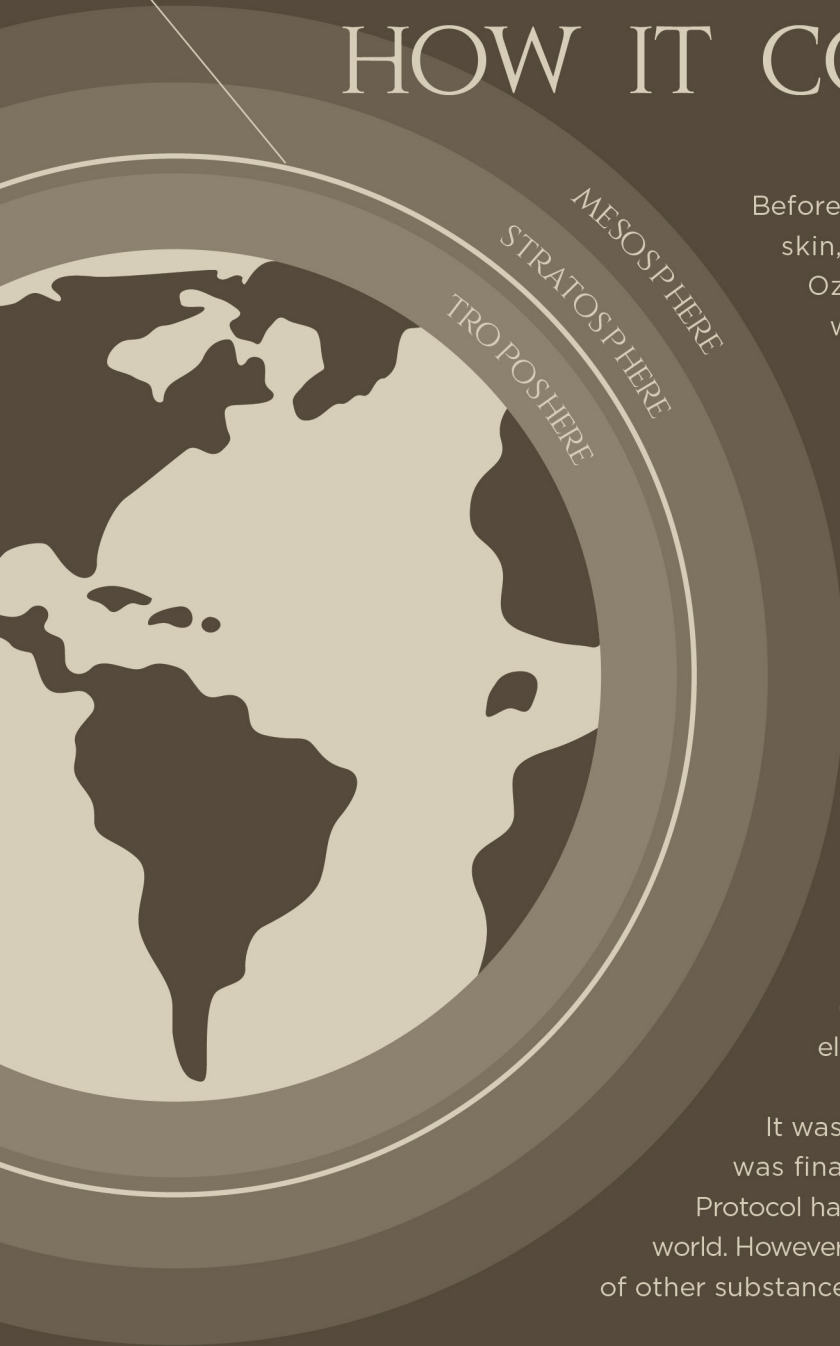 HOW IT CO
MESOSPHERE
STRATOSPHERE
TROPOSHERE
Before
skin,
Oz
w
el
It was
was fina
Protocol ha
world. However
of other substance